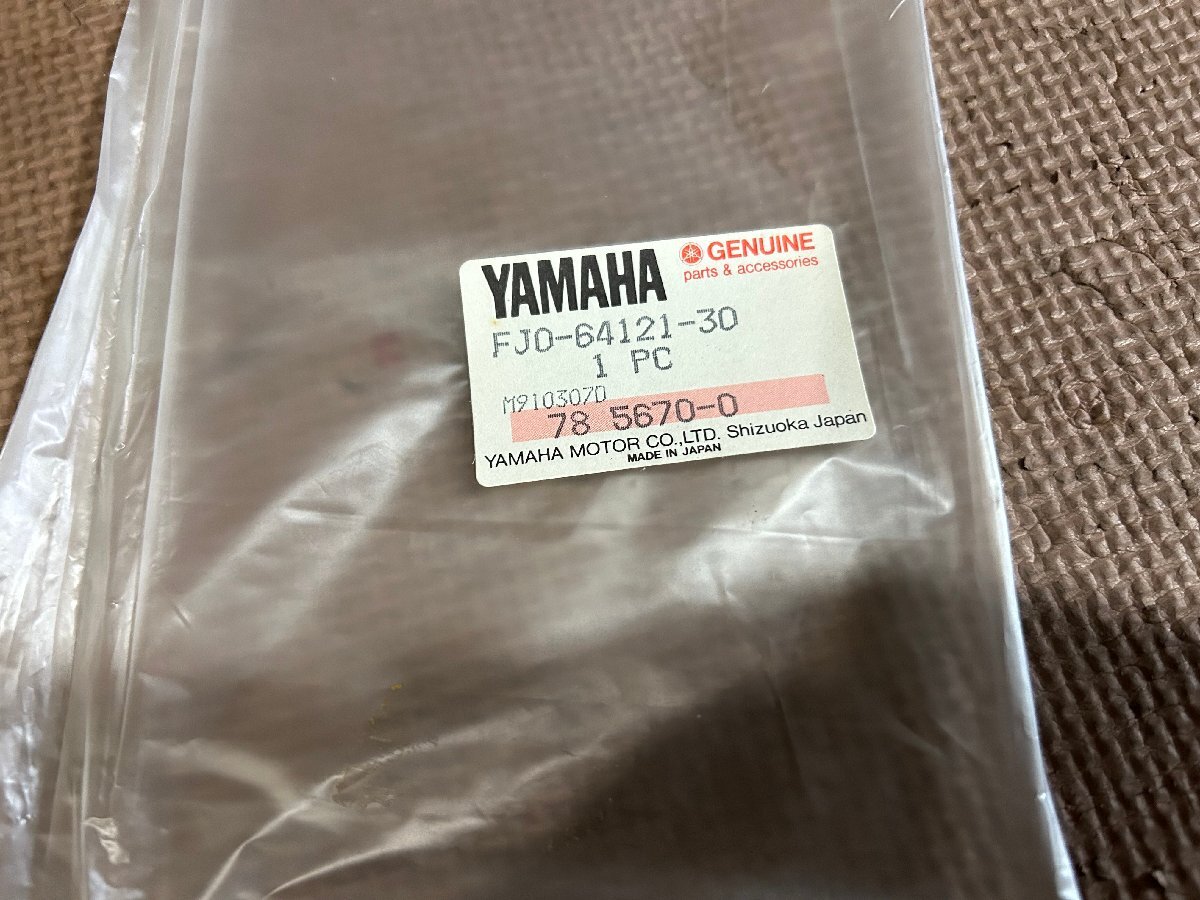 YAMAHA
GENUINE
parts & accessories
FJ0-64121-30
1 PC
M910307D
78 5670-0
YAMAHA MOTOR CO.,LTD. Shizuoka Japan
MADE IN JAPAN